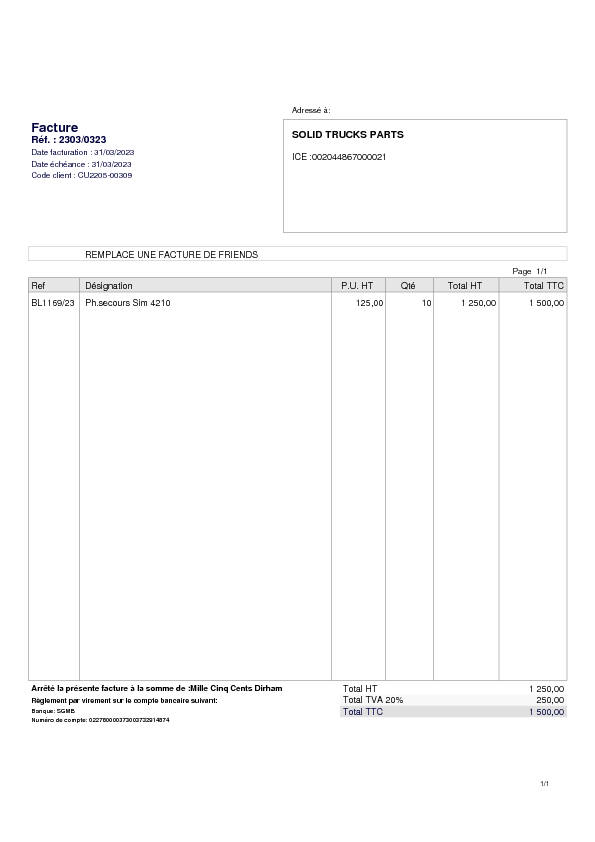 Adressé à:
Facture
Réf. : 2303/0323
Date facturation : 31/03/2023
Date échéance : 31/03/2023
Code client : CU2205-00309
SOLID TRUCKS PARTS
ICE :002044867000021
REMPLACE UNE FACTURE DE FRIENDS
Page 1/1
Ref Désignation P.U. HT Qté Total HT Total TTC
BL1169/23 Ph.secours Sim 4210 125,00 10 1 250,00 1 500,00
Arrêté la présente facture à la somme de :Mille Cinq Cents Dirham
Règlement par virement sur le compte bancaire suivant:
Banque: SGMB
Numéro de compte:
Total HT 1 250,00
Total TVA 20% 250,00
Total TTC 1 500,00
1/1